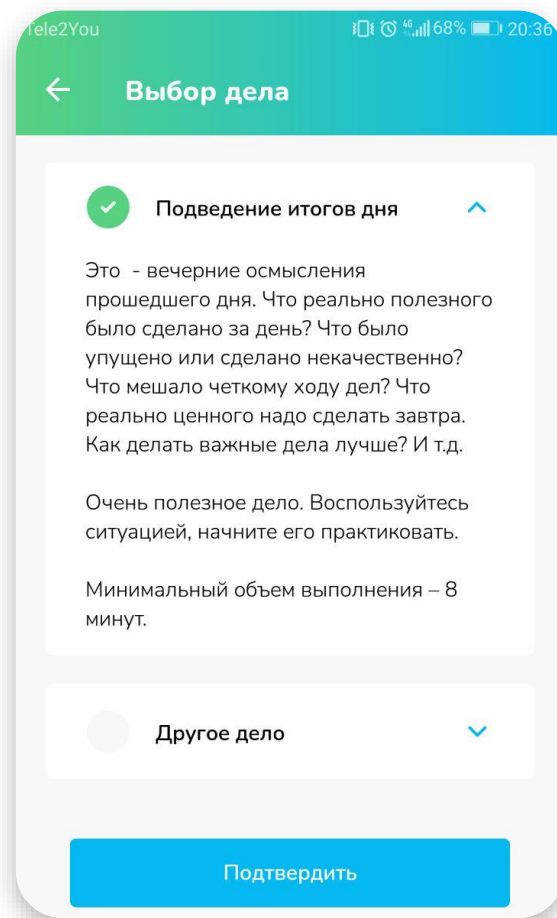 Tele2You 4G 68% 20:36
Выбор дела
Подведение итогов дня
Это - вечерние осмысления
прошедшего дня. Что реально полезного
было сделано за день? Что было
упущено или сделано некачественно?
Что мешало четкому ходу дел? Что
реально ценного надо сделать завтра.
Как делать важные дела лучше? И т.д.
Очень полезное дело. Воспользуйтесь
ситуацией, начните его практиковать.
Минимальный объем выполнения – 8
минут.
Другое дело
Подтвердить